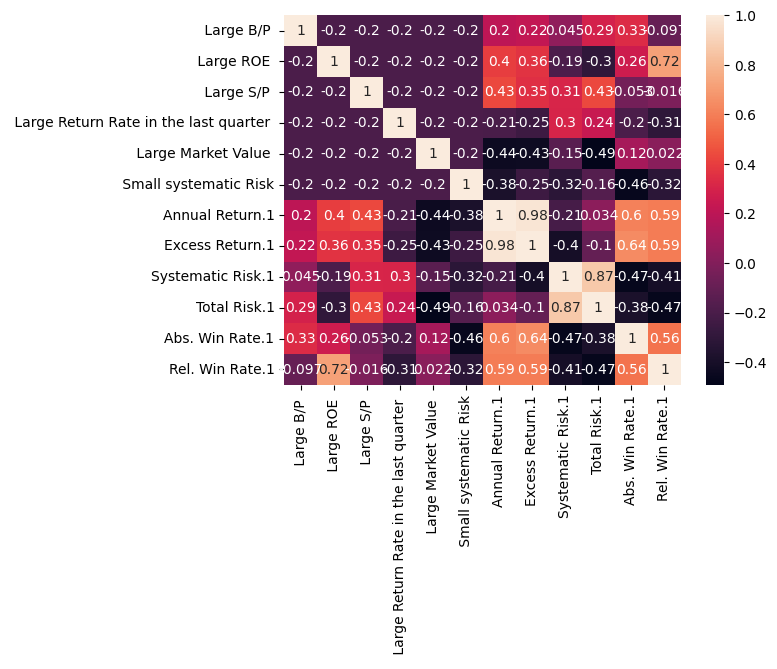 1.0
Large B/P 1 -0.2 -0.2 -0.2 -0.2 -0.2 0.2 0.22 -0.045 0.29 0.33 -0.097
Large ROE -0.2 1 -0.2 -0.2 -0.2 -0.2 0.4 0.36 -0.19 -0.3 0.26 0.72
0.8
Large S/P -0.2 -0.2 1 -0.2 -0.2 -0.2 0.43 0.35 0.31 0.43 -0.053 -0.016
Large Return Rate in the last quarter -0.2 -0.2 -0.2 1 -0.2 -0.2 -0.21 -0.25 0.3 0.24 -0.2 -0.31
0.6
Large Market Value -0.2 -0.2 -0.2 -0.2 1 -0.2 -0.44 -0.43 -0.15 -0.49 0.12 0.022
0.4
Small systematic Risk -0.2 -0.2 -0.2 -0.2 -0.2 1 -0.38 -0.25 -0.32 -0.16 -0.46 -0.32
Annual Return.1 0.2 0.4 0.43 -0.21 -0.44 -0.38 1 0.98 -0.21 0.034 0.6 0.59
0.2
Excess Return.1 0.22 0.36 0.35 -0.25 -0.43 -0.25 0.98 1 -0.4 -0.1 0.64 0.59
0.0
Systematic Risk.1 -0.045 -0.19 0.31 0.3 -0.15 -0.32 -0.21 -0.4 1 0.87 -0.47 -0.41
Total Risk.1 0.29 -0.3 0.43 0.24 -0.49 -0.16 0.034 -0.1 0.87 1 -0.38 -0.47
−0.2
Abs. Win Rate.1 0.33 0.26 -0.053 -0.2 0.12 -0.46 0.6 0.64 -0.47 -0.38 1 0.56
−0.4
Rel. Win Rate.1 -0.097 0.72 -0.016 -0.31 0.022 -0.32 0.59 0.59 -0.41 -0.47 0.56 1
Large B/P
Large ROE
Large S/P
Large Return Rate in the last quarter
Large Market Value
Small systematic Risk
Annual Return.1
Excess Return.1
Systematic Risk.1
Total Risk.1
Abs. Win Rate.1
Rel. Win Rate.1